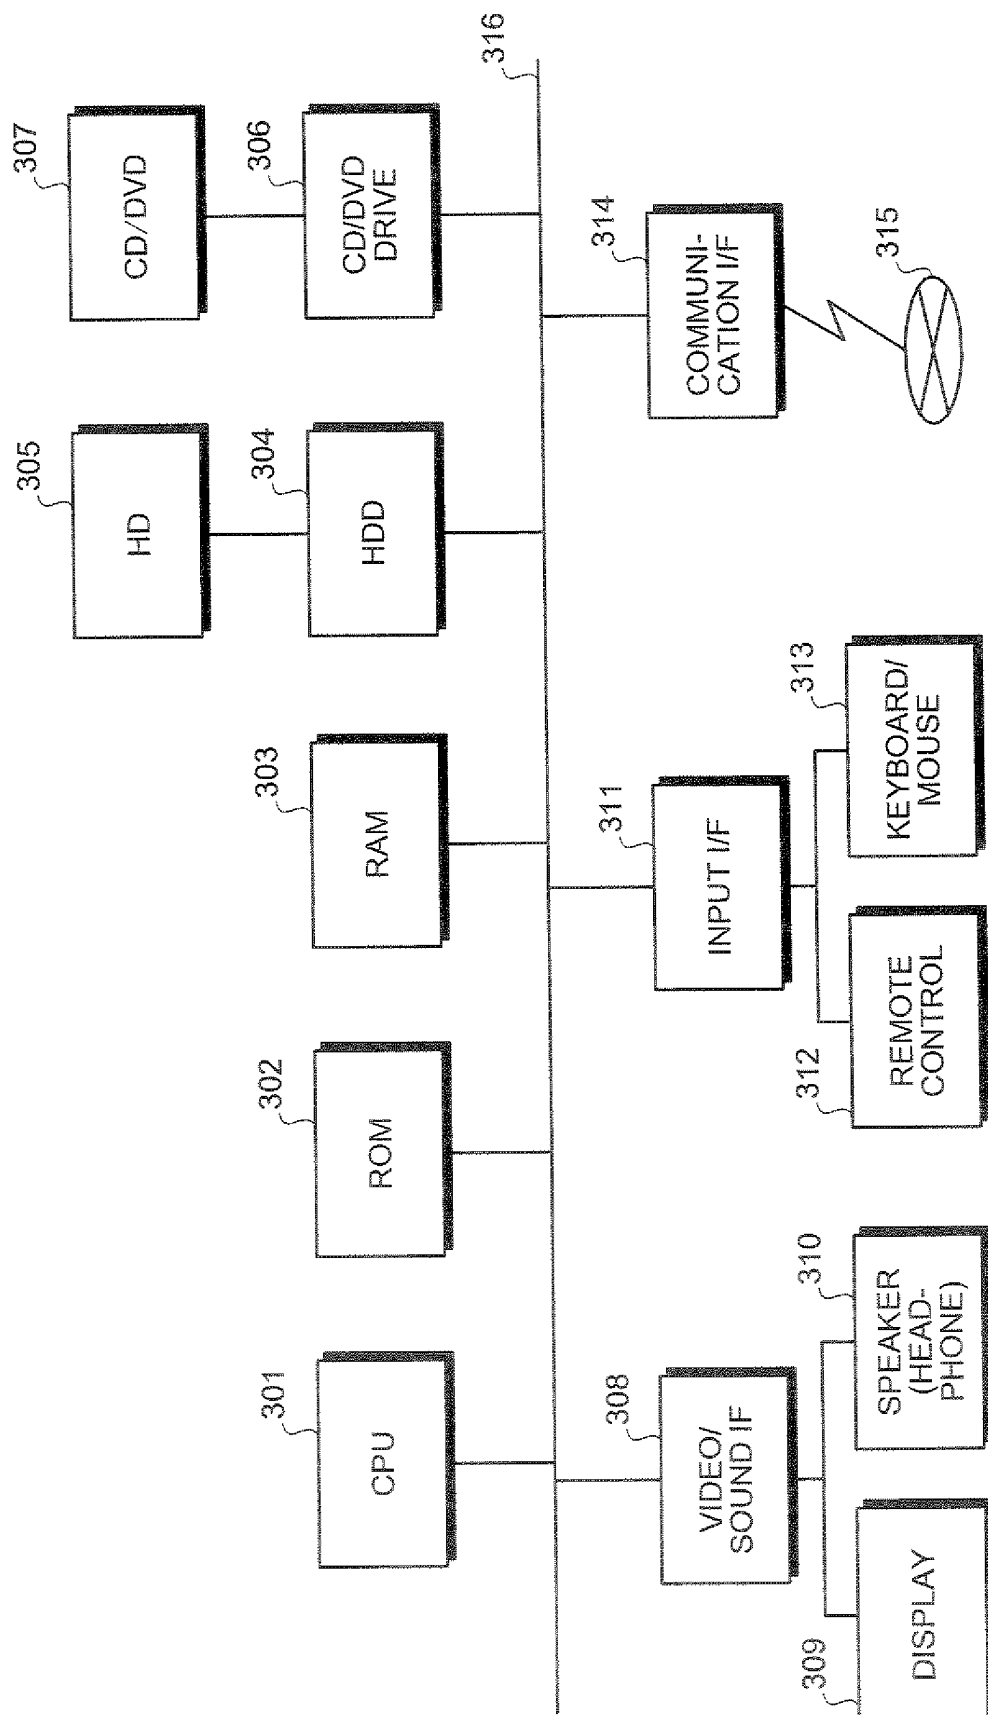 301
CPU
302
ROM
303
RAM
305
HD
304
HDD
307
CD/DVD
306
CD/DVD
DRIVE
316
308
VIDEO/
SOUND IF
309
DISPLAY
310
SPEAKER
(HEAD-
PHONE)
311
INPUT I/F
312
REMOTE
CONTROL
313
KEYBOARD/
MOUSE
314
COMMUNI-
CATION I/F
315